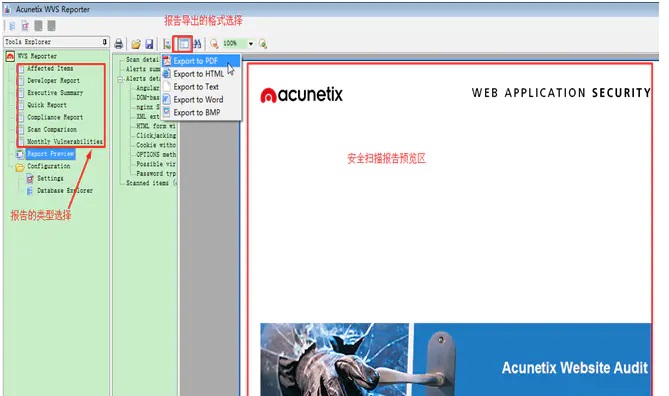 Acunetix WVS Reporter
报告导出的格式选择
Tools Explorer
100%
WVS Reporter
Affected Items
Developer Report
Executive Summary
Quick Report
Compliance Report
Scan Comparison
Monthly Vulnerabilities
Report Preview
Configuration
Settings
Database Explorer
报告的类型选择
Scan detai
Alerts summ
Alerts deta
Angular
DOM-bas
nginx S
XML ext
HTML form wi
Clickjacking
Cookie witho
OPTIONS meth
Possible vir
Password typ
Scanned items (
Export to PDF
Export to HTML
Export to Text
Export to Word
Export to BMP
acunetix
WEB APPLICATION SECURITY
安全扫描报告预览区
Acunetix Website Audit